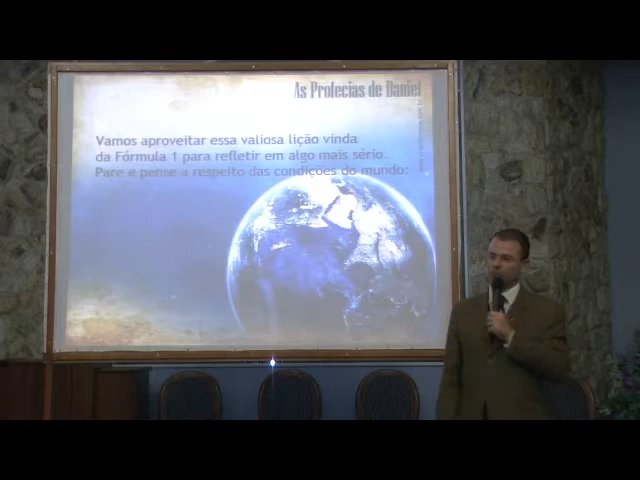 As Profecias de Daniel
Vamos aproveitar essa valiosa lição vinda
da Fórmula 1 para refletir em algo mais sério.
Pare e pense a respeito das condições do mundo: